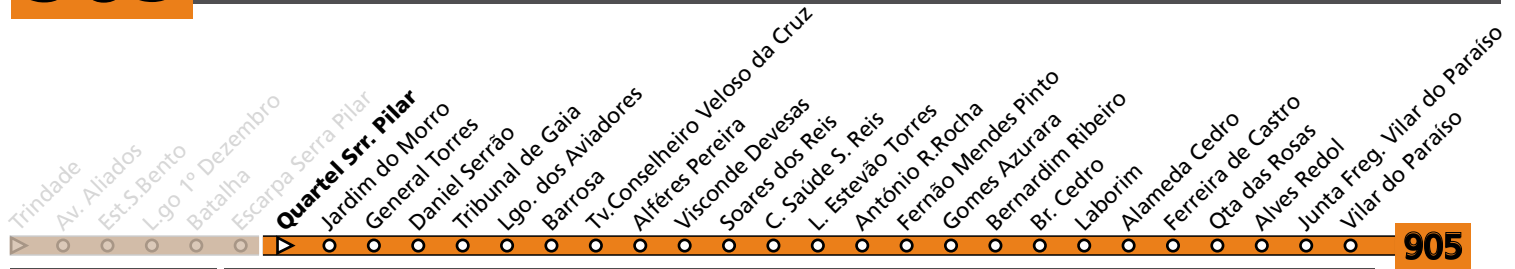 Trindade
Av. Aliados
Est.S.Bento
L.go 1º Dezembro
Batalha
Escarpa Serra Pilar
Quartel Srr. Pilar
Jardim do Morro
General Torres
Daniel Serrão
Tribunal de Gaia
Lgo. dos Aviadores
Barrosa
Tv.Conselheiro Veloso da Cruz
Alféres Pereira
Visconde Devesas
Soares dos Reis
C. Saúde S. Reis
L. Estevão Torres
António R.Rocha
Fernão Mendes Pinto
Gomes Azurara
Bernardim Ribeiro
Br. Cedro
Laborim
Alameda Cedro
Ferreira de Castro
Qta das Rosas
Alves Redol
Junta Freg. Vilar do Paraíso
Vilar do Paraíso
905